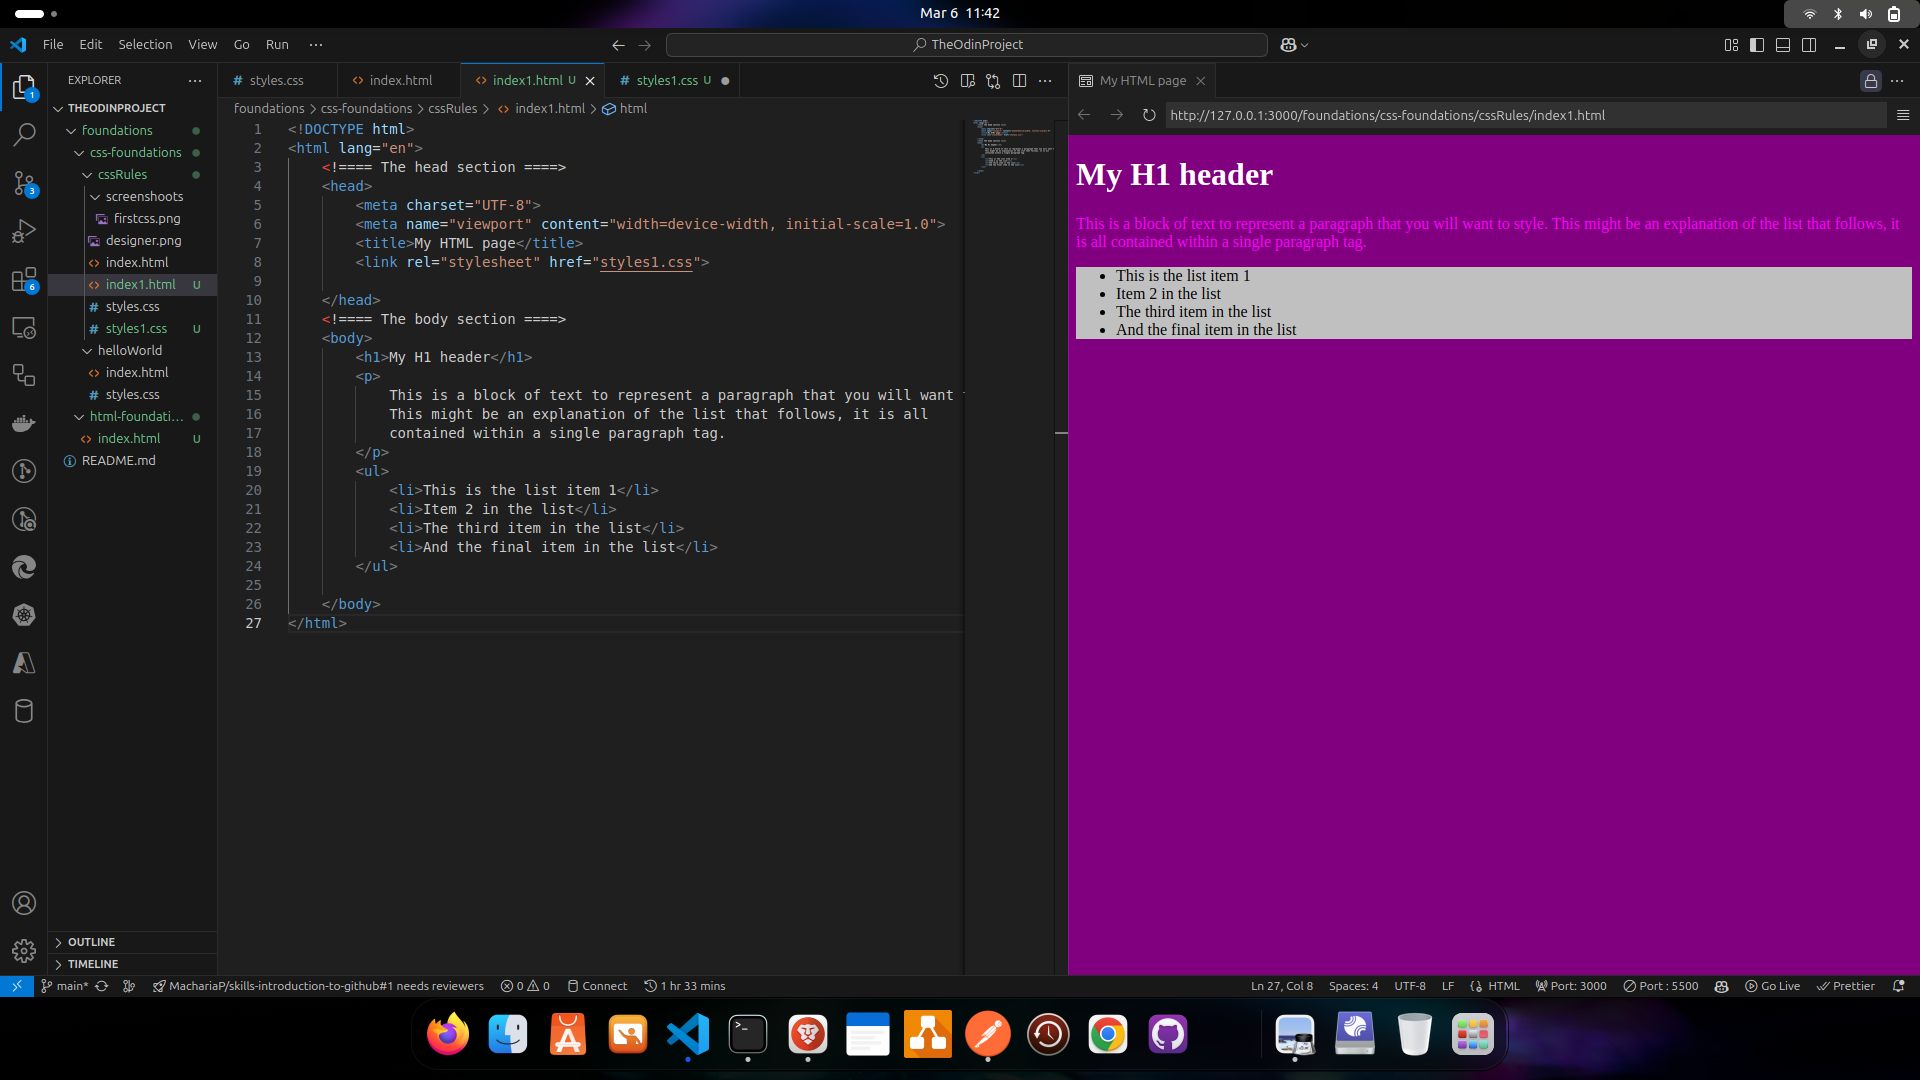 Mar 6 11:42
File Edit Selection View Go Run ···
TheOdinProject
EXPLORER ···
styles.css
index.html
index1.html U
styles1.css U
My HTML page
THEODINPROJECT
foundations
css-foundations
cssRules
screenshoots
firstcss.png
designer.png
index.html
index1.html U
styles.css
styles1.css U
helloWorld
index.html
styles.css
html-foundati...
index.html U
README.md
OUTLINE
TIMELINE
1
3
6
foundations > css-foundations > cssRules > index1.html > html
1 <!DOCTYPE html>
2 <html lang="en">
3 <!==== The head section ====>
4 <head>
5 <meta charset="UTF-8">
6 <meta name="viewport" content="width=device-width, initial-scale=1.0">
7 <title>My HTML page</title>
8 <link rel="stylesheet" href="styles1.css">
9
10 </head>
11 <!==== The body section ====>
12 <body>
13 <h1>My H1 header</h1>
14 <p>
15 This is a block of text to represent a paragraph that you will want
16 This might be an explanation of the list that follows, it is all
17 contained within a single paragraph tag.
18 </p>
19 <ul>
20 <li>This is the list item 1</li>
21 <li>Item 2 in the list</li>
22 <li>The third item in the list</li>
23 <li>And the final item in the list</li>
24 </ul>
25
26 </body>
27 </html>
http://127.0.0.1:3000/foundations/css-foundations/cssRules/index1.html
My H1 header
This is a block of text to represent a paragraph that you will want to style. This might be an explanation of the list that follows, it
is all contained within a single paragraph tag.
• This is the list item 1
• Item 2 in the list
• The third item in the list
• And the final item in the list
main* MachariaP/skills-introduction-to-github#1 needs reviewers 0 0 Connect 1 hr 33 mins
Ln 27, Col 8 Spaces: 4 UTF-8 LF HTML Port: 3000 Port : 5500 Go Live Prettier